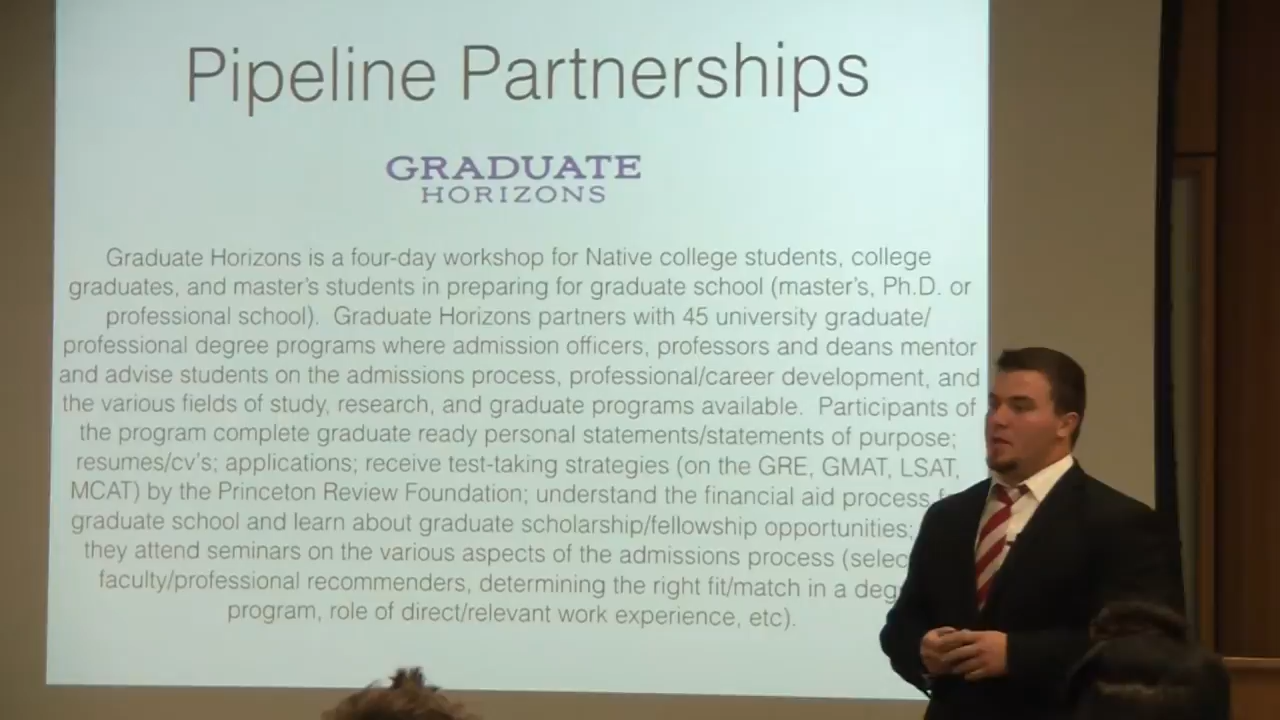 Pipeline Partnerships
GRADUATE
HORIZONS
Graduate Horizons is a four-day workshop for Native college students, college
graduates, and master's students in preparing for graduate school (master's, Ph.D. or
professional school). Graduate Horizons partners with 45 university graduate/
professional degree programs where admission officers, professors and deans mentor
and advise students on the admissions process, professional/career development, and
the various fields of study, research, and graduate programs available. Participants of
the program complete graduate ready personal statements/statements of purpose;
resumes/cv's; applications; receive test-taking strategies (on the GRE, GMAT, LSAT,
MCAT) by the Princeton Review Foundation; understand the financial aid process
graduate school and learn about graduate scholarship/fellowship opportunities;
they attend seminars on the various aspects of the admissions process
faculty/professional recommenders, determining the right fit/match in a
program, role of direct/relevant work experience, etc).